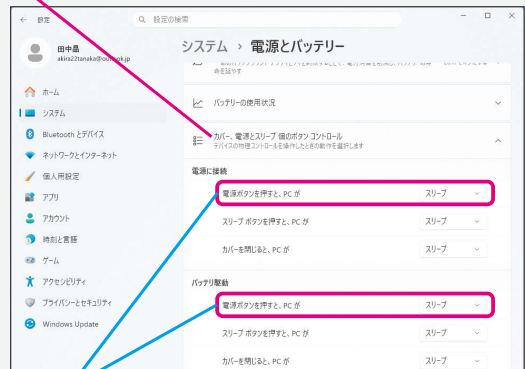 設定
設定の検索
田中晶
akira22tanaka@outlook.jp
システム > 電源とバッテリー
命を延やす
ホーム
バッテリーの使用状況
システム
Bluetooth とデバイス
カバー、電源とスリープ 個のボタン コントロール
デバイスの物理コントロールを操作したときの動作を選択します
ネットワークとインターネット
個人用設定
電源に接続
アプリ
電源ボタンを押すと、PC が
スリープ
アカウント
スリープ ボタンを押すと、PC が
スリープ
時刻と言語
カバーを閉じると、PC が
スリープ
ゲーム
アクセシビリティ
バッテリ駆動
プライバシーとセキュリティ
電源ボタンを押すと、PC が
スリープ
Windows Update
スリープ ボタンを押すと、PC が
スリープ
カバーを閉じると、PC が
スリープ